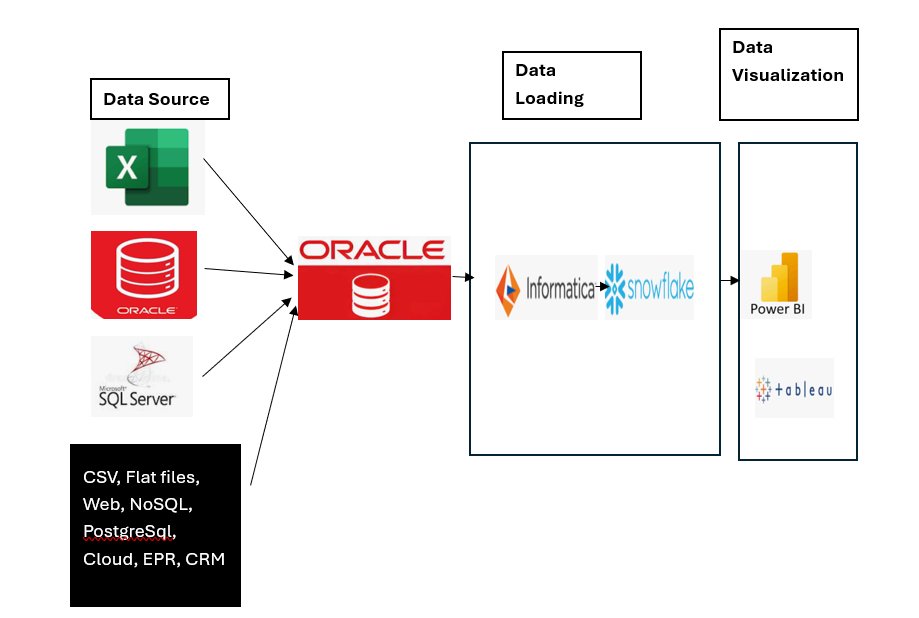 Data Source
Data
Loading
Data
Visualization
X
ORACLE
ORACLE
Informatica
snowflake
Power BI
+ableau
Microsoft
SQL Server
CSV, Flat files,
Web, NoSQL,
PostgreSql,
Cloud, EPR, CRM